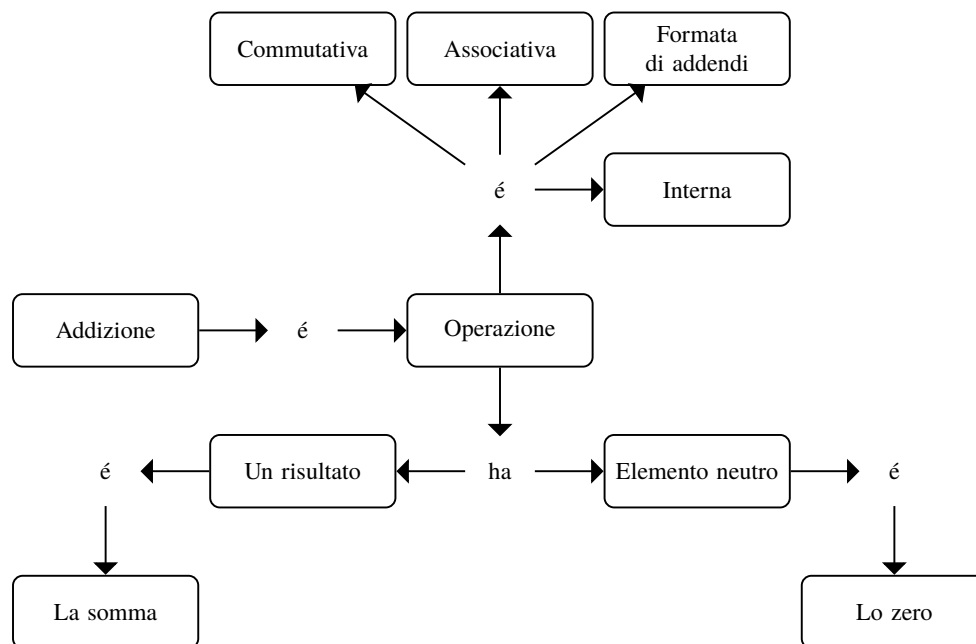 Commutativa
Associativa
Formata
di addendi
é
Interna
Addizione
é
Operazione
é
Un risultato
ha
Elemento neutro
é
La somma
Lo zero